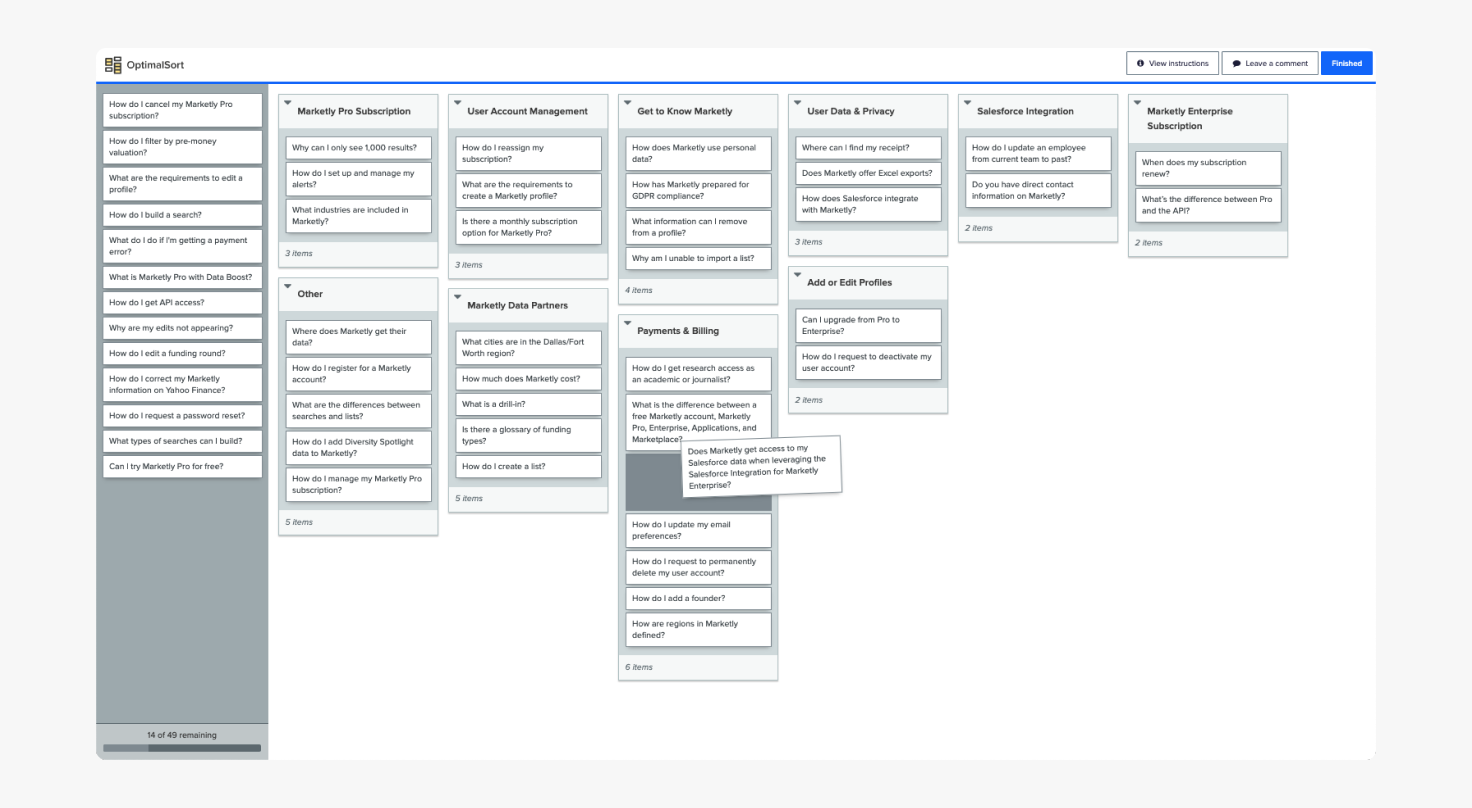 OptimalSort
View instructions
Leave a comment
Finished
How do I cancel my Marketly Pro
subscription?
How do I filter by pre-money
valuation?
What are the requirements to edit a
profile?
How do I build a search?
What do I do if I'm getting a payment
error?
What is Marketly Pro with Data Boost?
How do I get API access?
Why are my edits not appearing?
How do I edit a funding round?
How do I correct my Marketly
information on Yahoo Finance?
How do I request a password reset?
What types of searches can I build?
Can I try Marketly Pro for free?
14 of 49 remaining
Marketly Pro Subscription
Why can I only see 1,000 results?
How do I set up and manage my
alerts?
What industries are included in
Marketly?
3 items
Other
Where does Marketly get their
data?
How do I register for a Marketly
account?
What are the differences between
searches and lists?
How do I add Diversity Spotlight
data to Marketly?
How do I manage my Marketly Pro
subscription?
5 items
User Account Management
How do I reassign my
subscription?
What are the requirements to
create a Marketly profile?
Is there a monthly subscription
option for Marketly Pro?
3 items
Marketly Data Partners
What cities are in the Dallas/Fort
Worth region?
How much does Marketly cost?
What is a drill-in?
Is there a glossary of funding
types?
How do I create a list?
5 items
Get to Know Marketly
How does Marketly use personal
data?
How has Marketly prepared for
GDPR compliance?
What information can I remove
from a profile?
Why am I unable to import a list?
4 items
Payments & Billing
How do I get research access as
an academic or journalist?
What is the difference between a
free Marketly account, Marketly
Pro, Enterprise, Applications, and
Marketplace?
Does Marketly get access to my
Salesforce data when leveraging the
Salesforce Integration for Marketly
Enterprise?
How do I update my email
preferences?
How do I request to permanently
delete my user account?
How do I add a founder?
How are regions in Marketly
defined?
6 items
User Data & Privacy
Where can I find my receipt?
Does Marketly offer Excel exports?
How does Salesforce integrate
with Marketly?
3 items
Add or Edit Profiles
Can I upgrade from Pro to
Enterprise?
How do I request to deactivate my
user account?
2 items
Salesforce Integration
How do I update an employee
from current team to past?
Do you have direct contact
information on Marketly?
2 items
Marketly Enterprise
Subscription
When does my subscription
renew?
What's the difference between Pro
and the API?
2 items